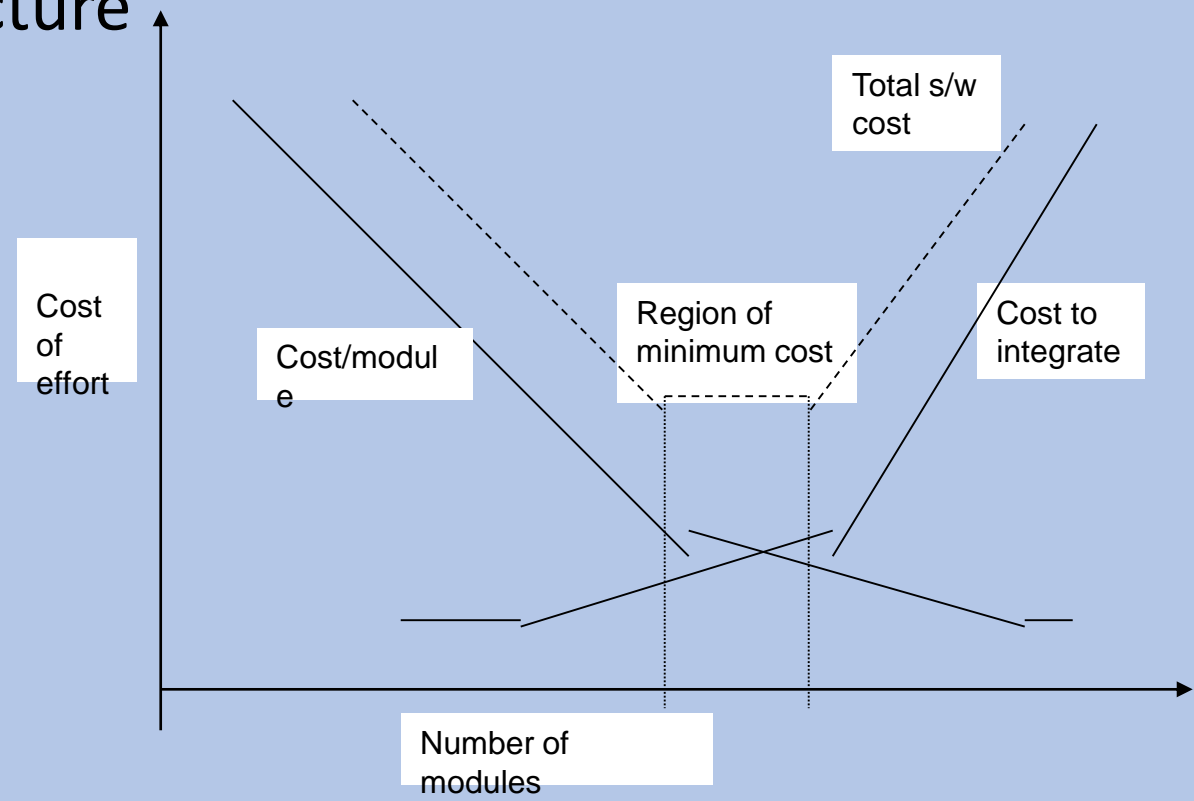 cture
Total s/w
cost
Cost
of
effort
Region of
minimum cost
Cost to
integrate
Cost/modul
e
Number of
modules